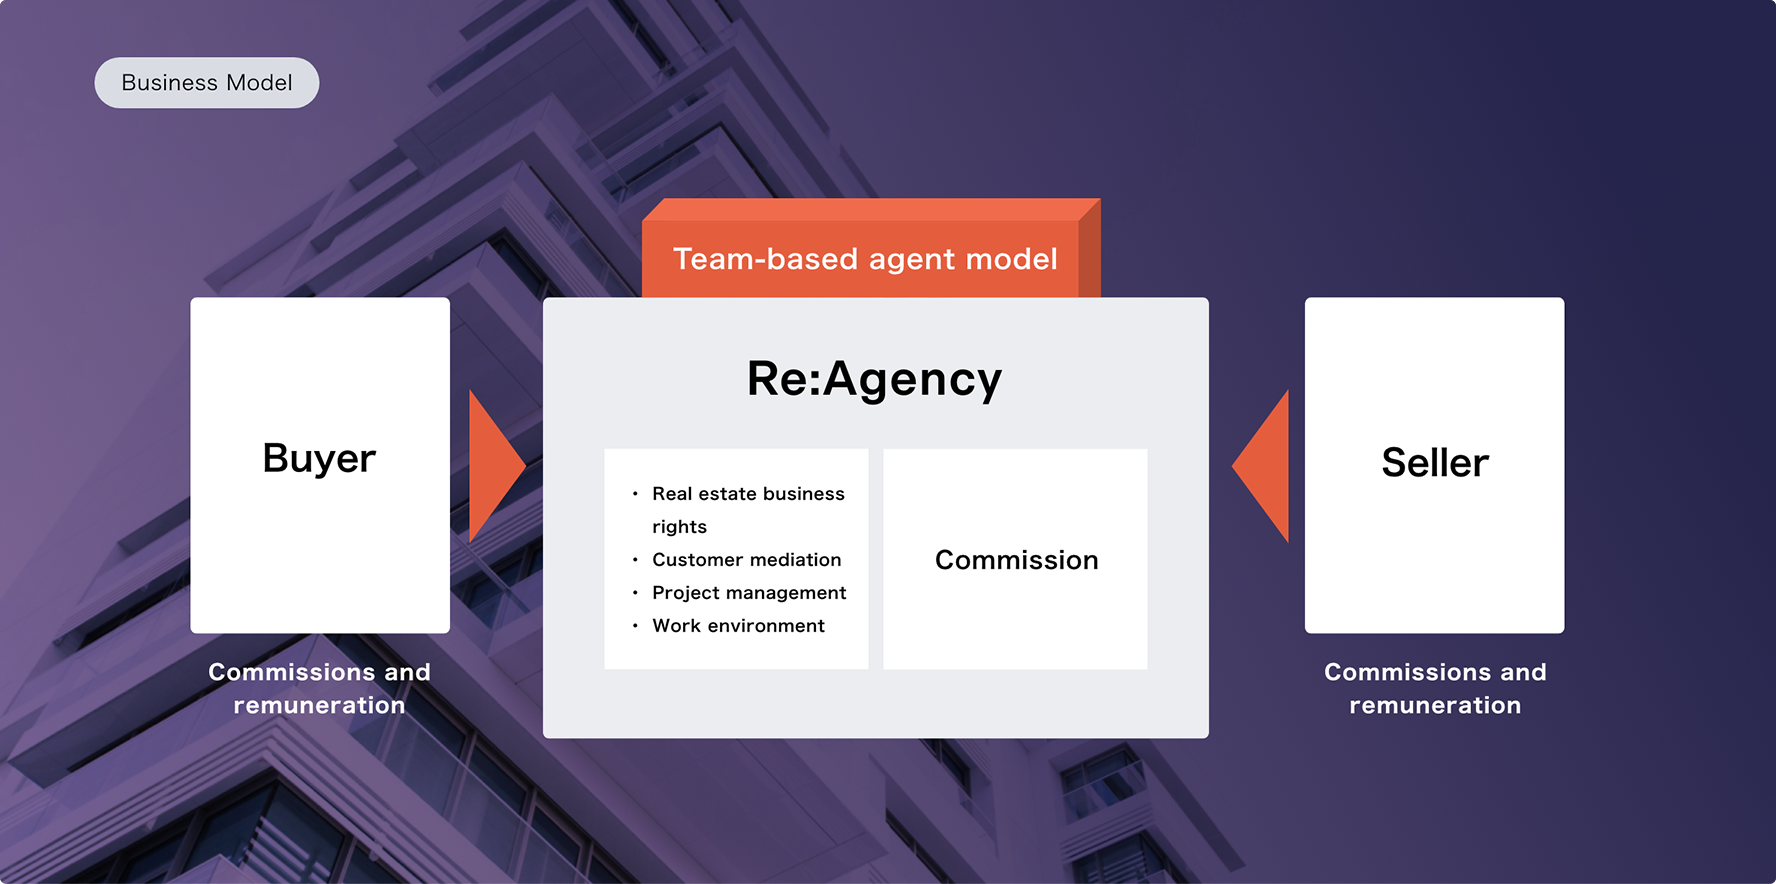 Business Model
Team-based agent model
Re:Agency
Buyer
・ Real estate business
rights
・ Customer mediation
・ Project management
・ Work environment
Commission
Seller
Commissions and
remuneration
Commissions and
remuneration